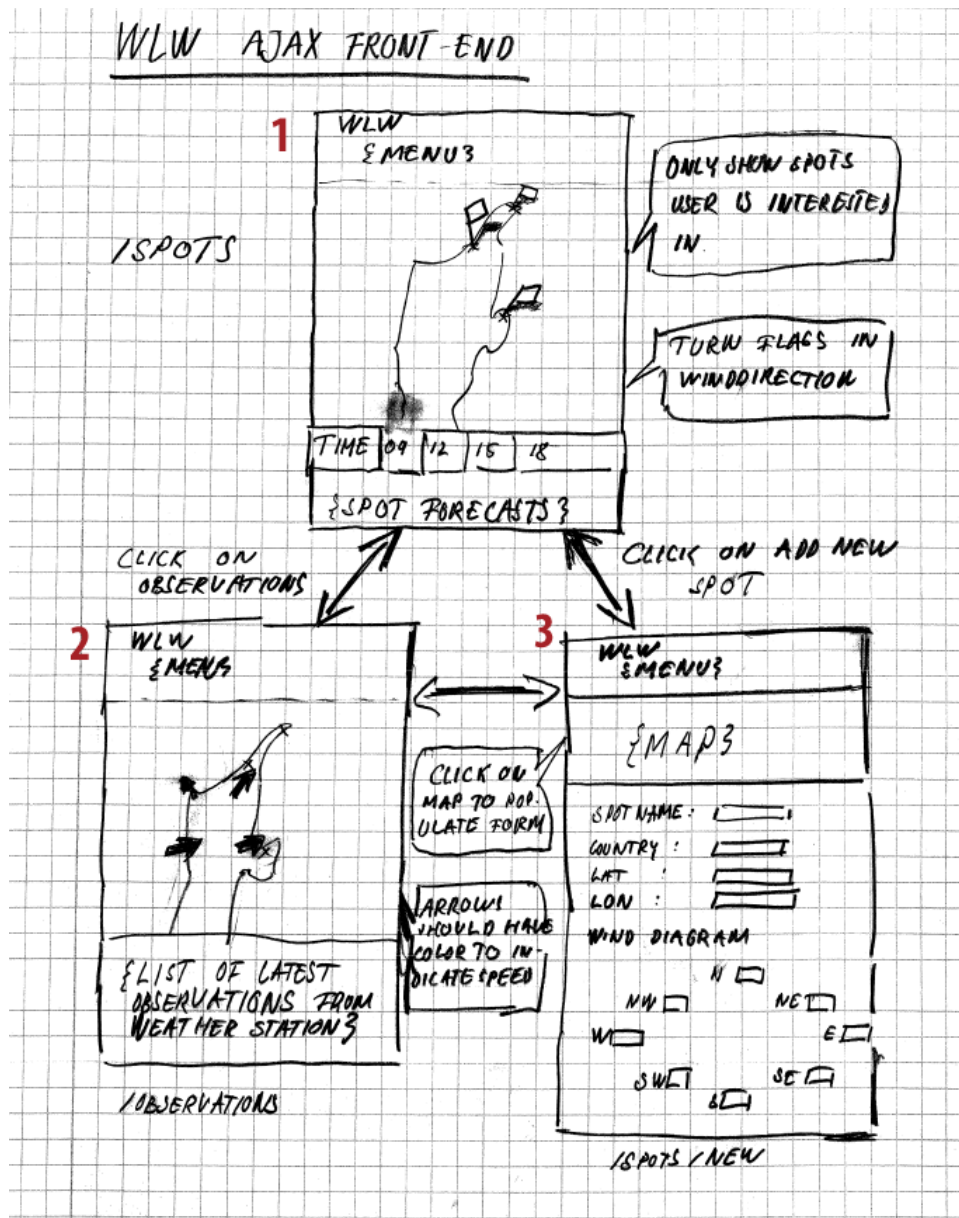 WLW AJAX FRONT-END
1
WLW
{MENU}
ONLY SHOW SPOTS
USER IS INTERESTED
IN.
/SPOTS
TURN FLAGS IN
WINDDIRECTION
TIME 09 12 15 18
{SPOT FORECASTS}
CLICK ON
OBSERVATIONS
CLICK ON ADD NEW
SPOT
2
WLW
{MENU}
3
WLW
{MENU}
{MAP}
CLICK ON
MAP TO POP.
ULATE FORM
SPOT NAME:
COUNTRY :
LAT :
LON :
WIND DIAGRAM
ARROWS
SHOULD HAVE
COLOR TO IN-
DICATE SPEED
{LIST OF LATEST
OBSERVATIONS FROM
WEATHER STATION}
N
NW NE
W E
SW SE
S
/OBSERVATIONS
/SPOTS/NEW